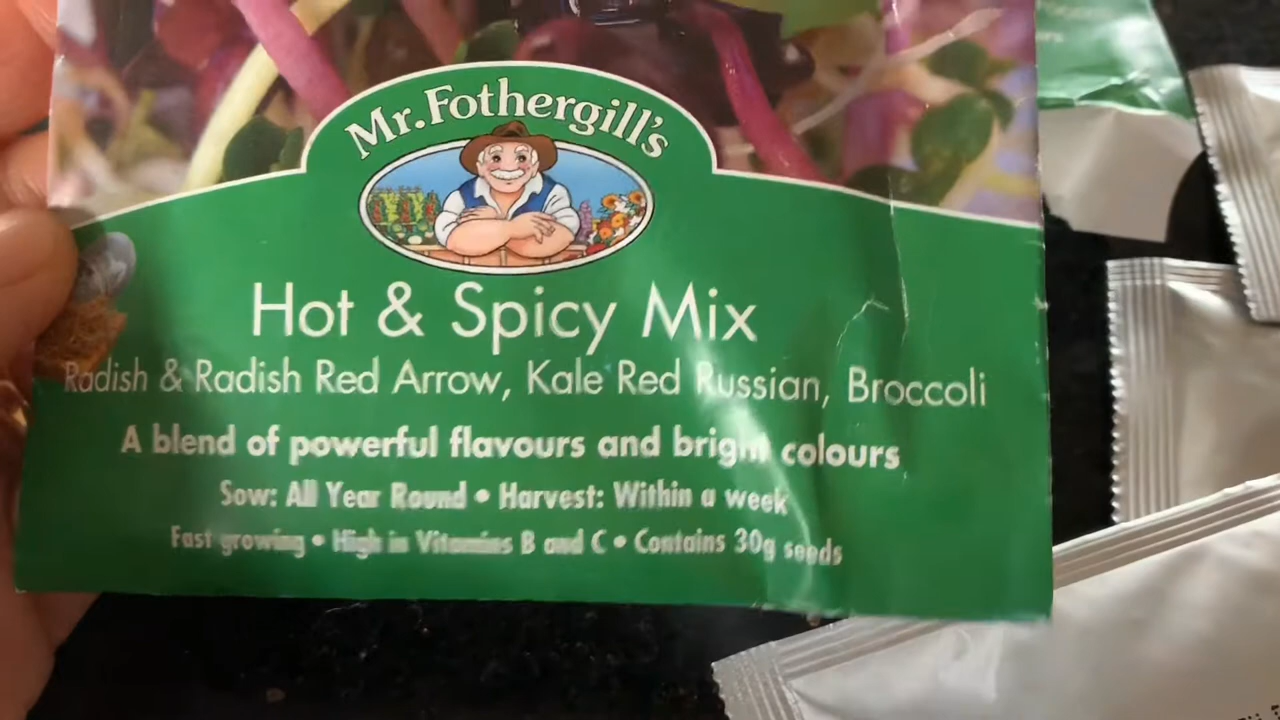 Mr. Fothergill's
Hot & Spicy Mix
Radish & Radish Red Arrow, Kale Red Russian, Broccoli
A blend of powerful flavours and bright colours
Sow: All Year Round • Harvest: Within a week
Fast growing • High in Vitamins B and C • Contains 30g seeds